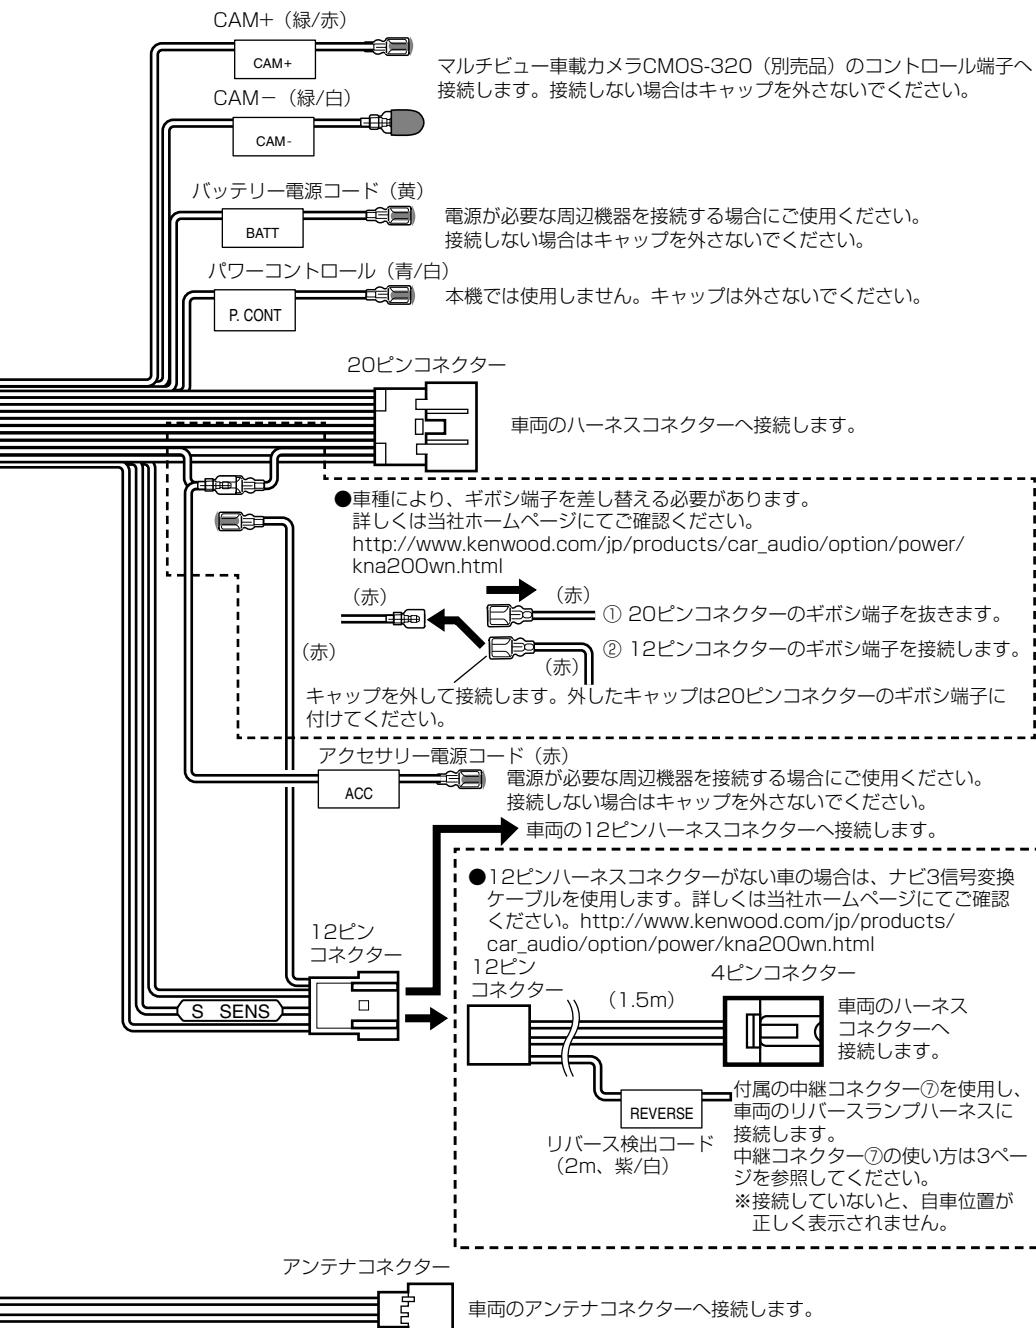 CAM+（緑/赤）
CAM+
マルチビュー車載カメラCMOS-320（別売品）のコントロール端子へ
接続します。接続しない場合はキャップを外さないでください。
CAM－（緑/白）
CAM-
バッテリー電源コード（黄）
BATT
電源が必要な周辺機器を接続する場合にご使用ください。
接続しない場合はキャップを外さないでください。
パワーコントロール（青/白）
P. CONT
本機では使用しません。キャップは外さないでください。
20ピンコネクター
車両のハーネスコネクターへ接続します。
●車種により、ギボシ端子を差し替える必要があります。
詳しくは当社ホームページにてご確認ください。
http://www.kenwood.com/jp/products/car_audio/option/power/
kna200wn.html
（赤）
（赤）
① 20ピンコネクターのギボシ端子を抜きます。
（赤）
② 12ピンコネクターのギボシ端子を接続します。
（赤）
キャップを外して接続します。外したキャップは20ピンコネクターのギボシ端子に
付けてください。
アクセサリー電源コード（赤）
ACC
電源が必要な周辺機器を接続する場合にご使用ください。
接続しない場合はキャップを外さないでください。
車両の12ピンハーネスコネクターへ接続します。
●12ピンハーネスコネクターがない車の場合は、ナビ3信号変換
ケーブルを使用します。詳しくは当社ホームページにてご確認
ください。http://www.kenwood.com/jp/products/
car_audio/option/power/kna200wn.html
12ピン
コネクター
S SENS
12ピン
コネクター
（1.5m）
4ピンコネクター
車両のハーネス
コネクターへ
接続します。
REVERSE
リバース検出コード
（2m、紫/白）
付属の中継コネクター⑦を使用し、
車両のリバースランプハーネスに
接続します。
中継コネクター⑦の使い方は3ペー
ジを参照してください。
※接続していないと、自車位置が
正しく表示されません。
アンテナコネクター
車両のアンテナコネクターへ接続します。